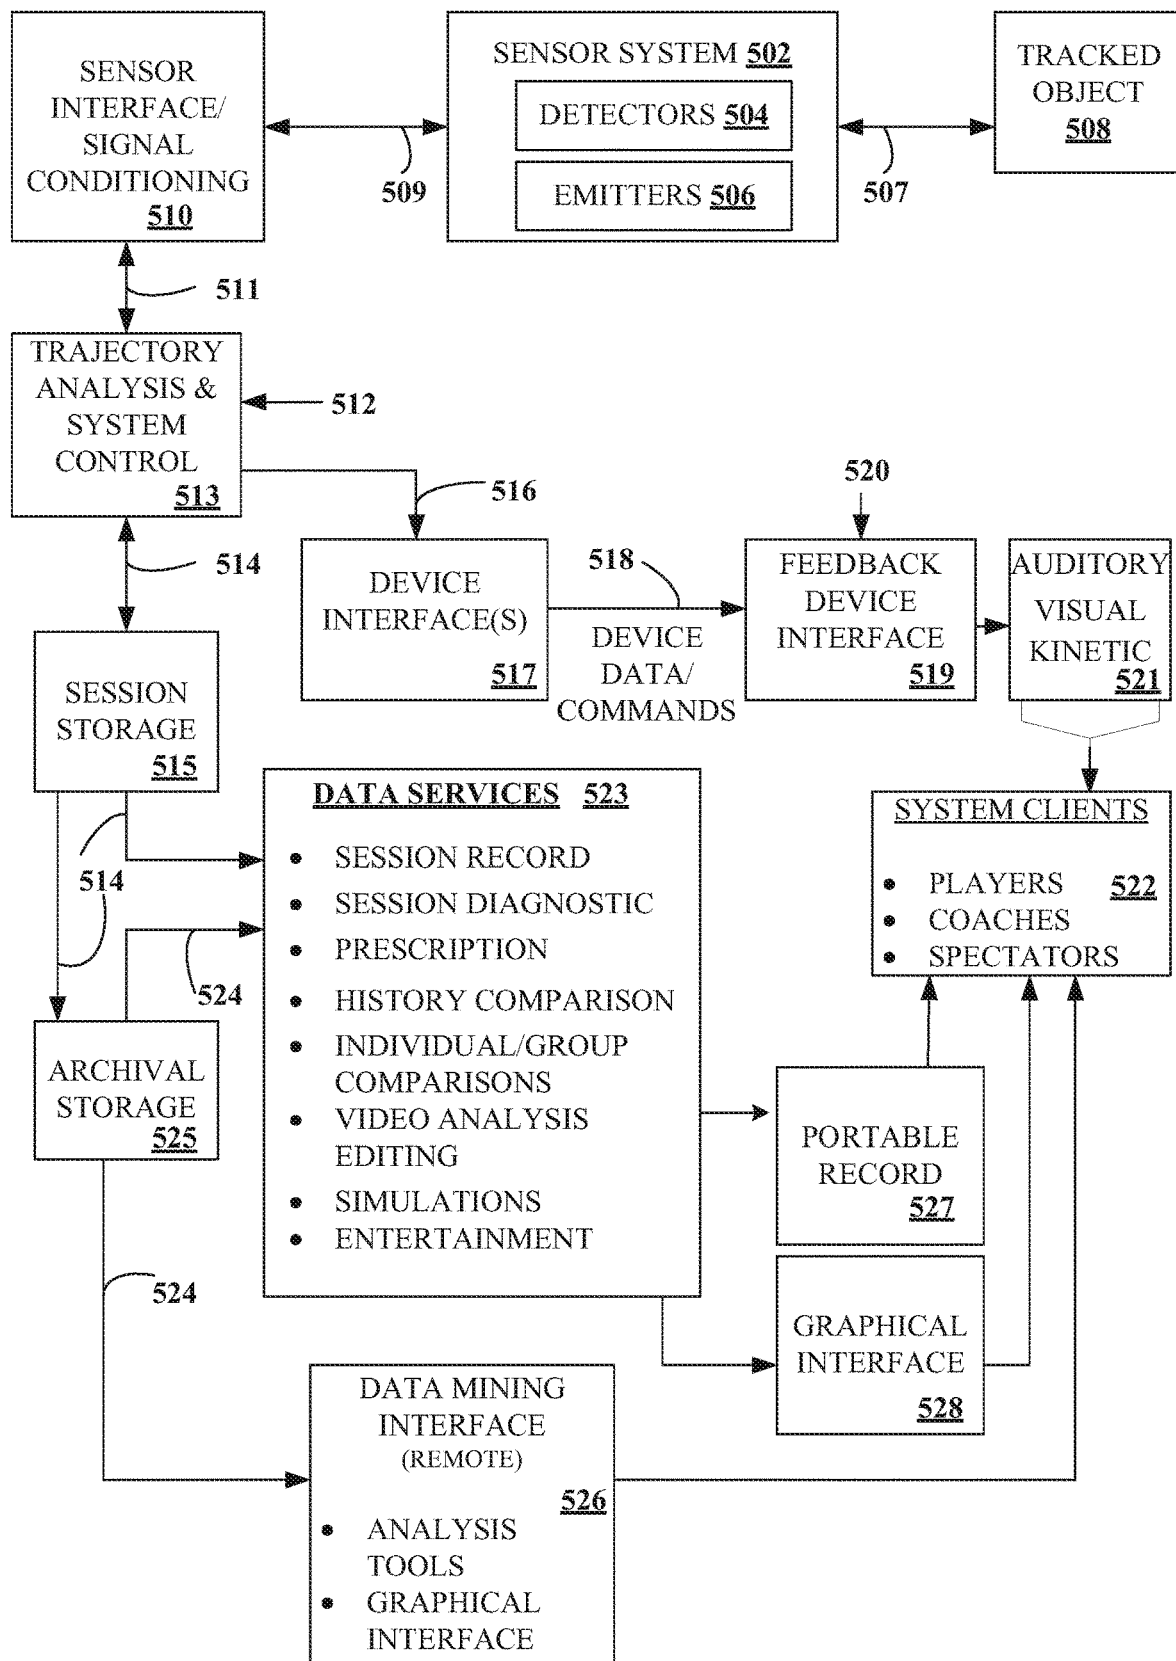 SENSOR
INTERFACE/
SIGNAL
CONDITIONING
510
SENSOR SYSTEM 502
DETECTORS 504
EMITTERS 506
TRACKED
OBJECT
508
509
507
511
TRAJECTORY
ANALYSIS &
SYSTEM
CONTROL
513
512
516
514
520
DEVICE
INTERFACE(S)
517
518
DEVICE
DATA/
COMMANDS
FEEDBACK
DEVICE
INTERFACE
519
AUDITORY
VISUAL
KINETIC
521
SESSION
STORAGE
515
514
DATA SERVICES 523
• SESSION RECORD
• SESSION DIAGNOSTIC
• PRESCRIPTION
• HISTORY COMPARISON
• INDIVIDUAL/GROUP
COMPARISONS
• VIDEO ANALYSIS
EDITING
• SIMULATIONS
• ENTERTAINMENT
SYSTEM CLIENTS
522
• PLAYERS
• COACHES
• SPECTATORS
524
ARCHIVAL
STORAGE
525
PORTABLE
RECORD
527
524
GRAPHICAL
INTERFACE
528
DATA MINING
INTERFACE
(REMOTE)
526
• ANALYSIS
TOOLS
• GRAPHICAL
INTERFACE